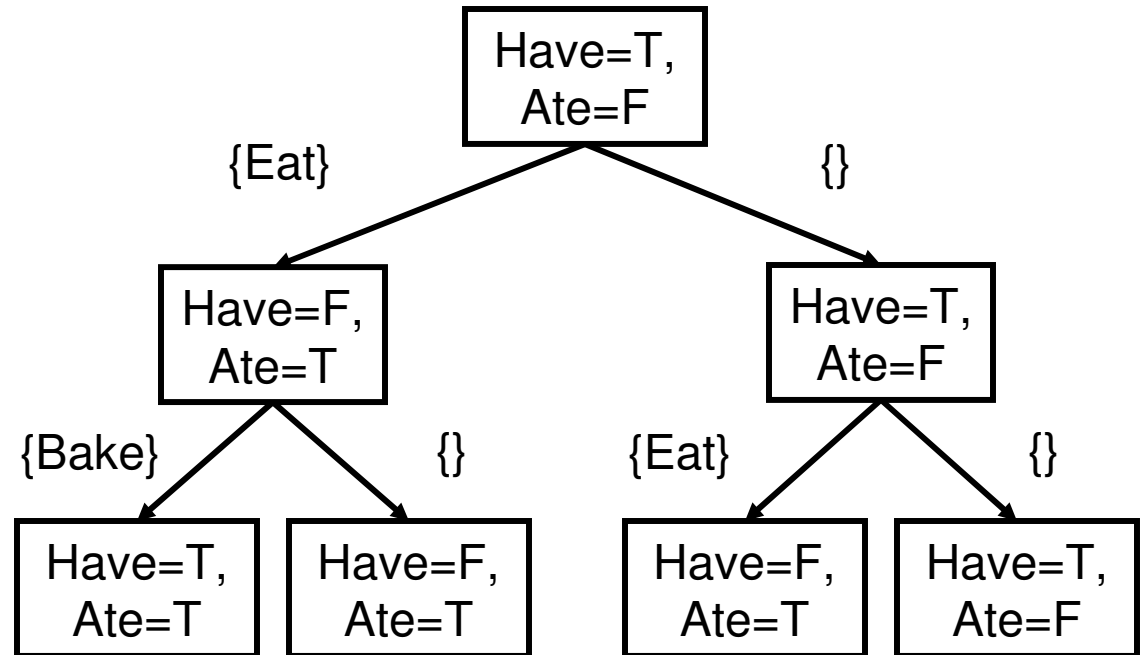 Have=T,
Ate=F
{Eat}
{}
Have=F,
Ate=T
Have=T,
Ate=F
{Bake}
{}
{Eat}
{}
Have=T,
Ate=T
Have=F,
Ate=T
Have=F,
Ate=T
Have=T,
Ate=F